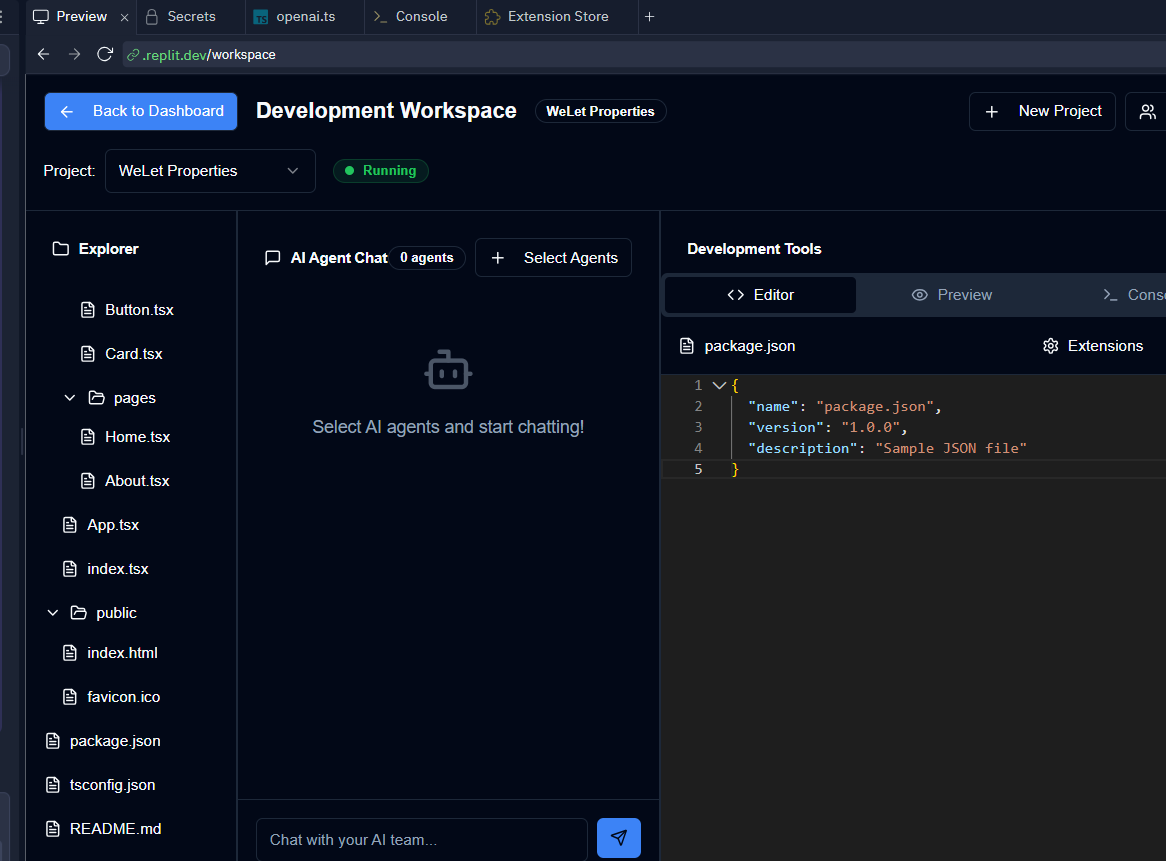 Preview
Secrets
TS openai.ts
Console
Extension Store
.replit.dev/workspace
Back to Dashboard
Development Workspace
WeLet Properties
New Project
Project:
WeLet Properties
Running
Explorer
Button.tsx
Card.tsx
pages
Home.tsx
About.tsx
App.tsx
index.tsx
public
index.html
favicon.ico
package.json
tsconfig.json
README.md
AI Agent Chat
0 agents
Select Agents
Select AI agents and start chatting!
Chat with your AI team...
Development Tools
Editor
Preview
package.json
Extensions
1 {
2 "name": "package.json",
3 "version": "1.0.0",
4 "description": "Sample JSON file"
5 }